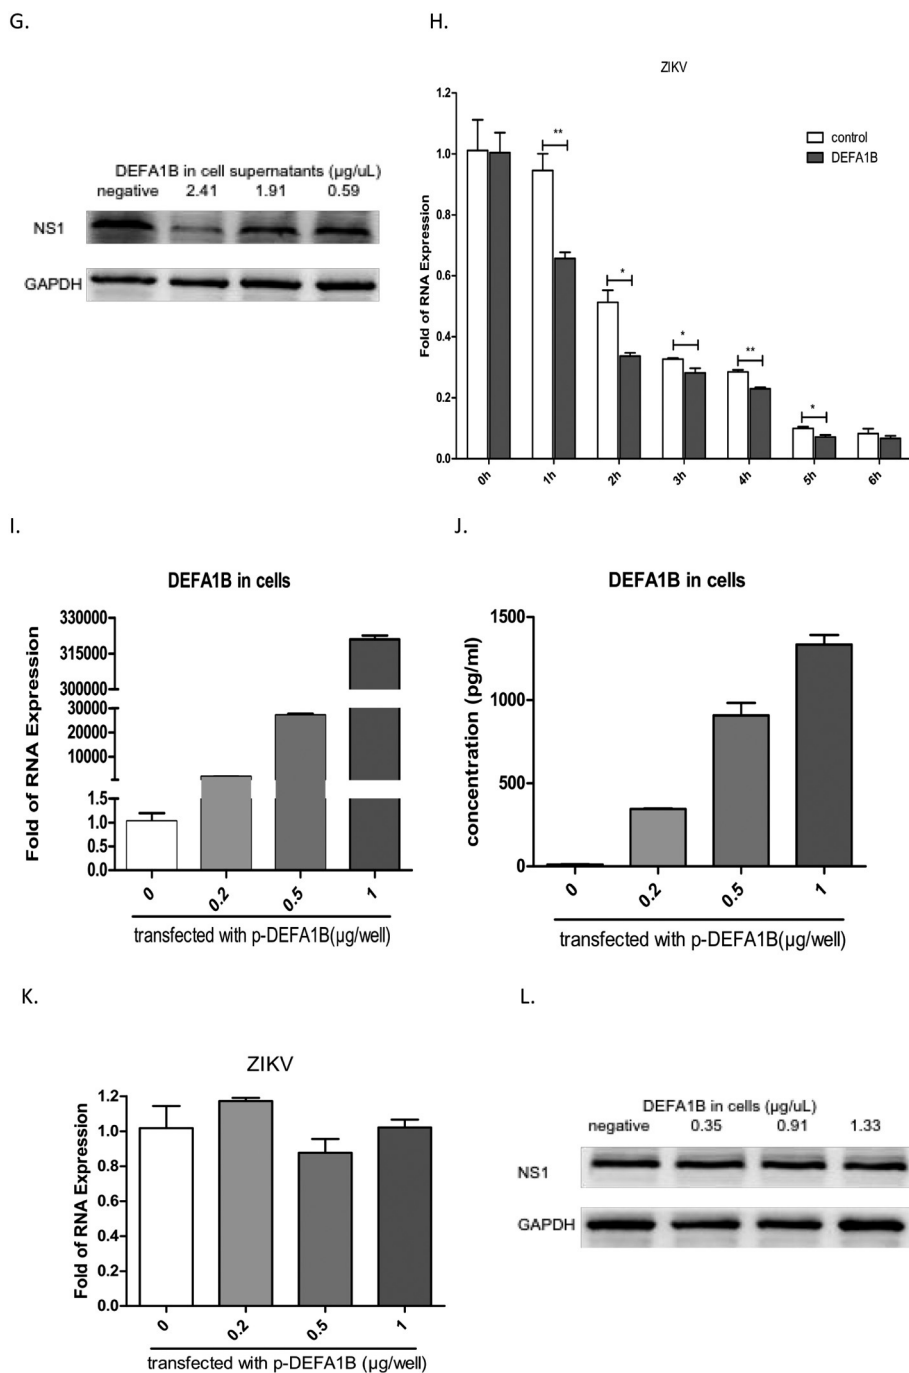 G.
DEFA1B in cell supernatants (µg/uL)
negative 2.41 1.91 0.59
NS1
GAPDH
H.
ZIKV
Fold of RNA Expression
1.2
1.0
0.8
0.6
0.4
0.2
0.0
control
DEFA1B
**
*
*
**
*
0h 1h 2h 3h 4h 5h 6h
I.
DEFA1B in cells
Fold of RNA Expression
330000
315000
300000
30000
20000
10000
1.5
1.0
0.5
0.0
0 0.2 0.5 1
transfected with p-DEFA1B(µg/well)
J.
DEFA1B in cells
concentration (pg/ml)
1500
1000
500
0
0 0.2 0.5 1
transfected with p-DEFA1B(µg/well)
K.
ZIKV
Fold of RNA Expression
1.2
1.0
0.8
0.6
0.4
0.2
0.0
0 0.2 0.5 1
transfected with p-DEFA1B (µg/well)
L.
DEFA1B in cells (µg/uL)
negative 0.35 0.91 1.33
NS1
GAPDH